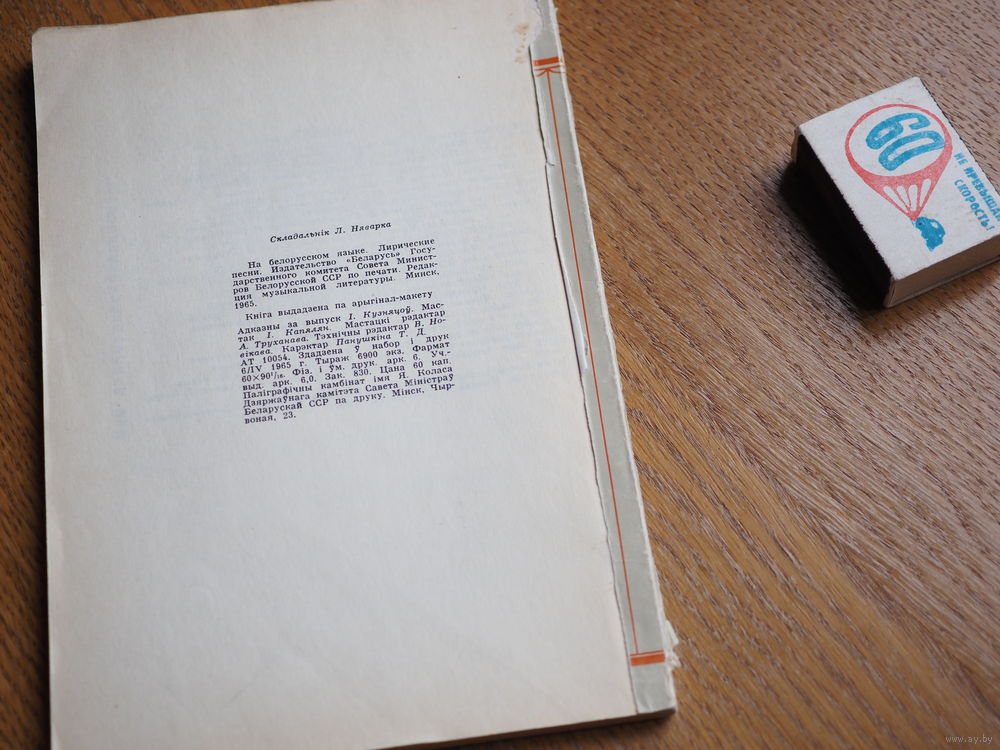 Складальнік Л. Няварка
На белорусском языке. Лирические
песни. Издательство «Беларусь» Госу-
дарственного комитета Совета Минист-
ров Белорусской ССР по печати. Редак-
ция музыкальной литературы. Минск,
1965.
Кніга выдадзена па арыгінал-макету
Адказны за выпуск І. Кузняцоў. Мас-
так І. Капялян. Мастацкі рэдактар
А. Труханава. Тэхнічны рэдактар В. Но-
вікава. Карэктар Панушкіна Т. Д.
АТ 10054. Здадзена ў набор і друк
6/IV 1965 г. Тыраж 6900 экз. Фармат
60×90¹/₁₆. Фіз. і ўм. друк. арк. 6. Уч.-
выд. арк. 6,0. Зак. 830. Цана 60 кап.
Паліграфічны камбінат імя Я. Коласа
Дзяржаўнага камітэта Савета Міністраў
Беларускай ССР па друку. Мінск, Чыр-
воная, 23.
60
НЕ ПРЕВЫША
СКОРОСТЬ!
www.ay.by